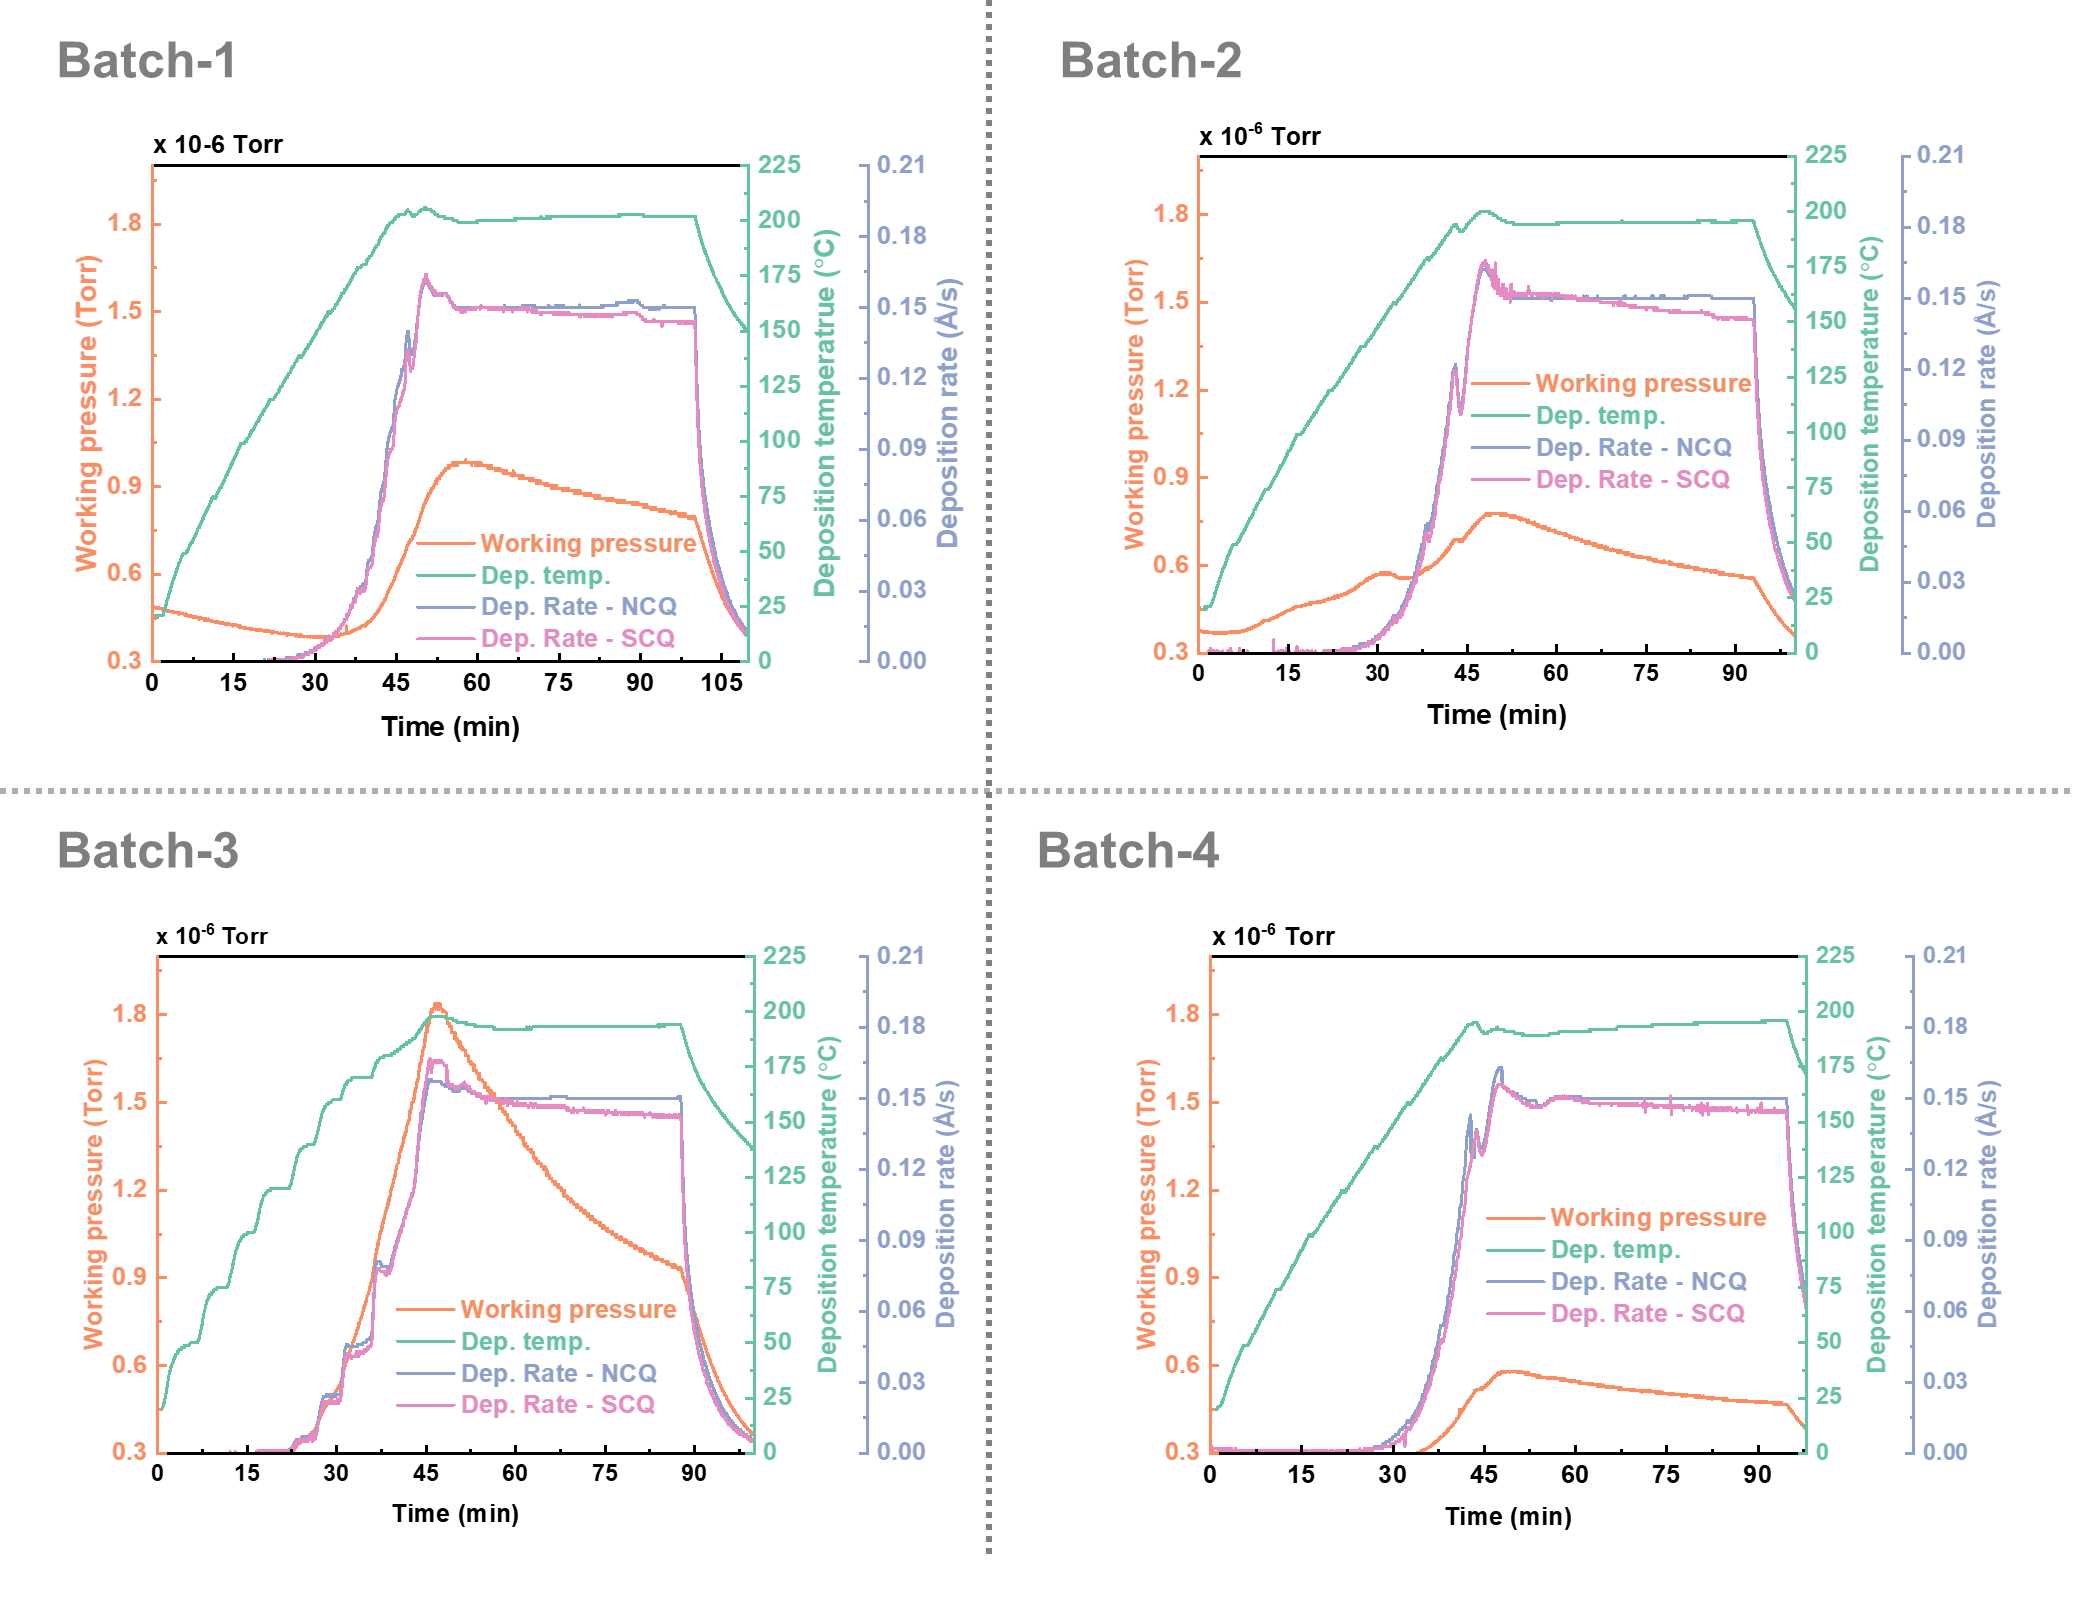 Batch-1
x 10-6 Torr
Working pressure (Torr)
1.8
1.5
1.2
0.9
0.6
0.3
225
200
175
150
125
100
75
50
25
0
Deposition temperatrue (°C)
0.21
0.18
0.15
0.12
0.09
0.06
0.03
0.00
Deposition rate (Å/s)
Working pressure
Dep. temp.
Dep. Rate - NCQ
Dep. Rate - SCQ
0 15 30 45 60 75 90 105
Time (min)
Batch-2
x 10-6 Torr
Working pressure (Torr)
1.8
1.5
1.2
0.9
0.6
0.3
225
200
175
150
125
100
75
50
25
0
Deposition temperature (°C)
0.21
0.18
0.15
0.12
0.09
0.06
0.03
0.00
Deposition rate (Å/s)
Working pressure
Dep. temp.
Dep. Rate - NCQ
Dep. Rate - SCQ
0 15 30 45 60 75 90
Time (min)
Batch-3
x 10-6 Torr
Working pressure (Torr)
1.8
1.5
1.2
0.9
0.6
0.3
225
200
175
150
125
100
75
50
25
0
Deposition temperature (°C)
0.21
0.18
0.15
0.12
0.09
0.06
0.03
0.00
Deposition rate (Å/s)
Working pressure
Dep. temp.
Dep. Rate - NCQ
Dep. Rate - SCQ
0 15 30 45 60 75 90
Time (min)
Batch-4
x 10-6 Torr
Working pressure (Torr)
1.8
1.5
1.2
0.9
0.6
0.3
225
200
175
150
125
100
75
50
25
0
Deposition temperature (°C)
0.21
0.18
0.15
0.12
0.09
0.06
0.03
0.00
Deposition rate (Å/s)
Working pressure
Dep. temp.
Dep. Rate - NCQ
Dep. Rate - SCQ
0 15 30 45 60 75 90
Time (min)